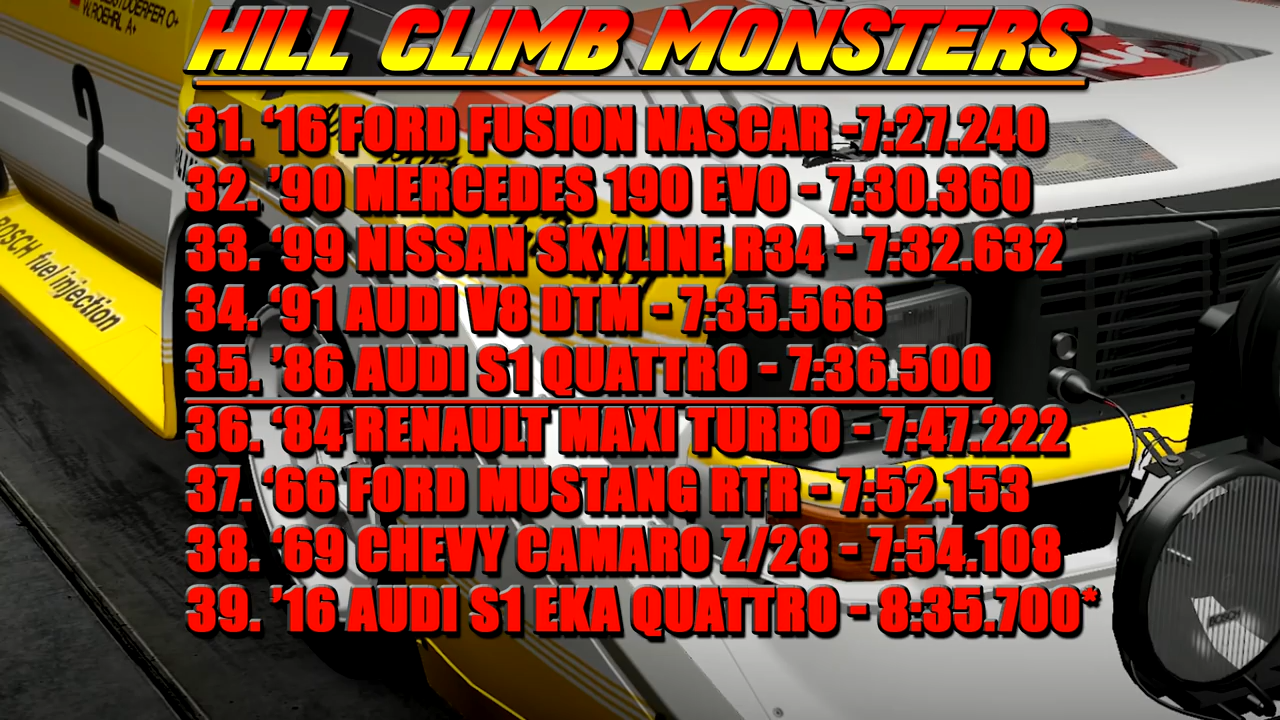 W. ROEHRL A+
HILL CLIMB MONSTERS
2
31. ‘16 FORD FUSION NASCAR -7:27.240
32. ’90 MERCEDES 190 EVO - 7:30.360
33. ‘99 NISSAN SKYLINE R34 - 7:32.632
34. ‘91 AUDI V8 DTM - 7:35.566
35. ’86 AUDI S1 QUATTRO - 7:36.500
36. ‘84 RENAULT MAXI TURBO - 7:47.222
37. ‘66 FORD MUSTANG RTR - 7:52.153
38. ‘69 CHEVY CAMARO Z/28 - 7:54.108
39. ’16 AUDI S1 EKA QUATTRO - 8:35.700*
BOSCH fuel injection